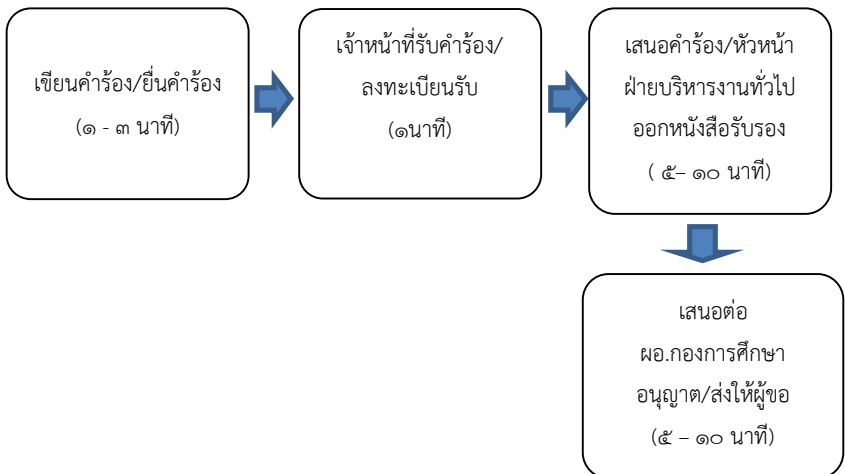 เขียนคำร้อง/ยื่นคำร้อง
(๑ - ๓ นาที)
เจ้าหน้าที่รับคำร้อง/
ลงทะเบียนรับ
(๑นาที)
เสนอคำร้อง/หัวหน้า
ฝ่ายบริหารงานทั่วไป
ออกหนังสือรับรอง
( ๕– ๑๐ นาที)
เสนอต่อ
ผอ.กองการศึกษา
อนุญาต/ส่งให้ผู้ขอ
(๕ – ๑๐ นาที)